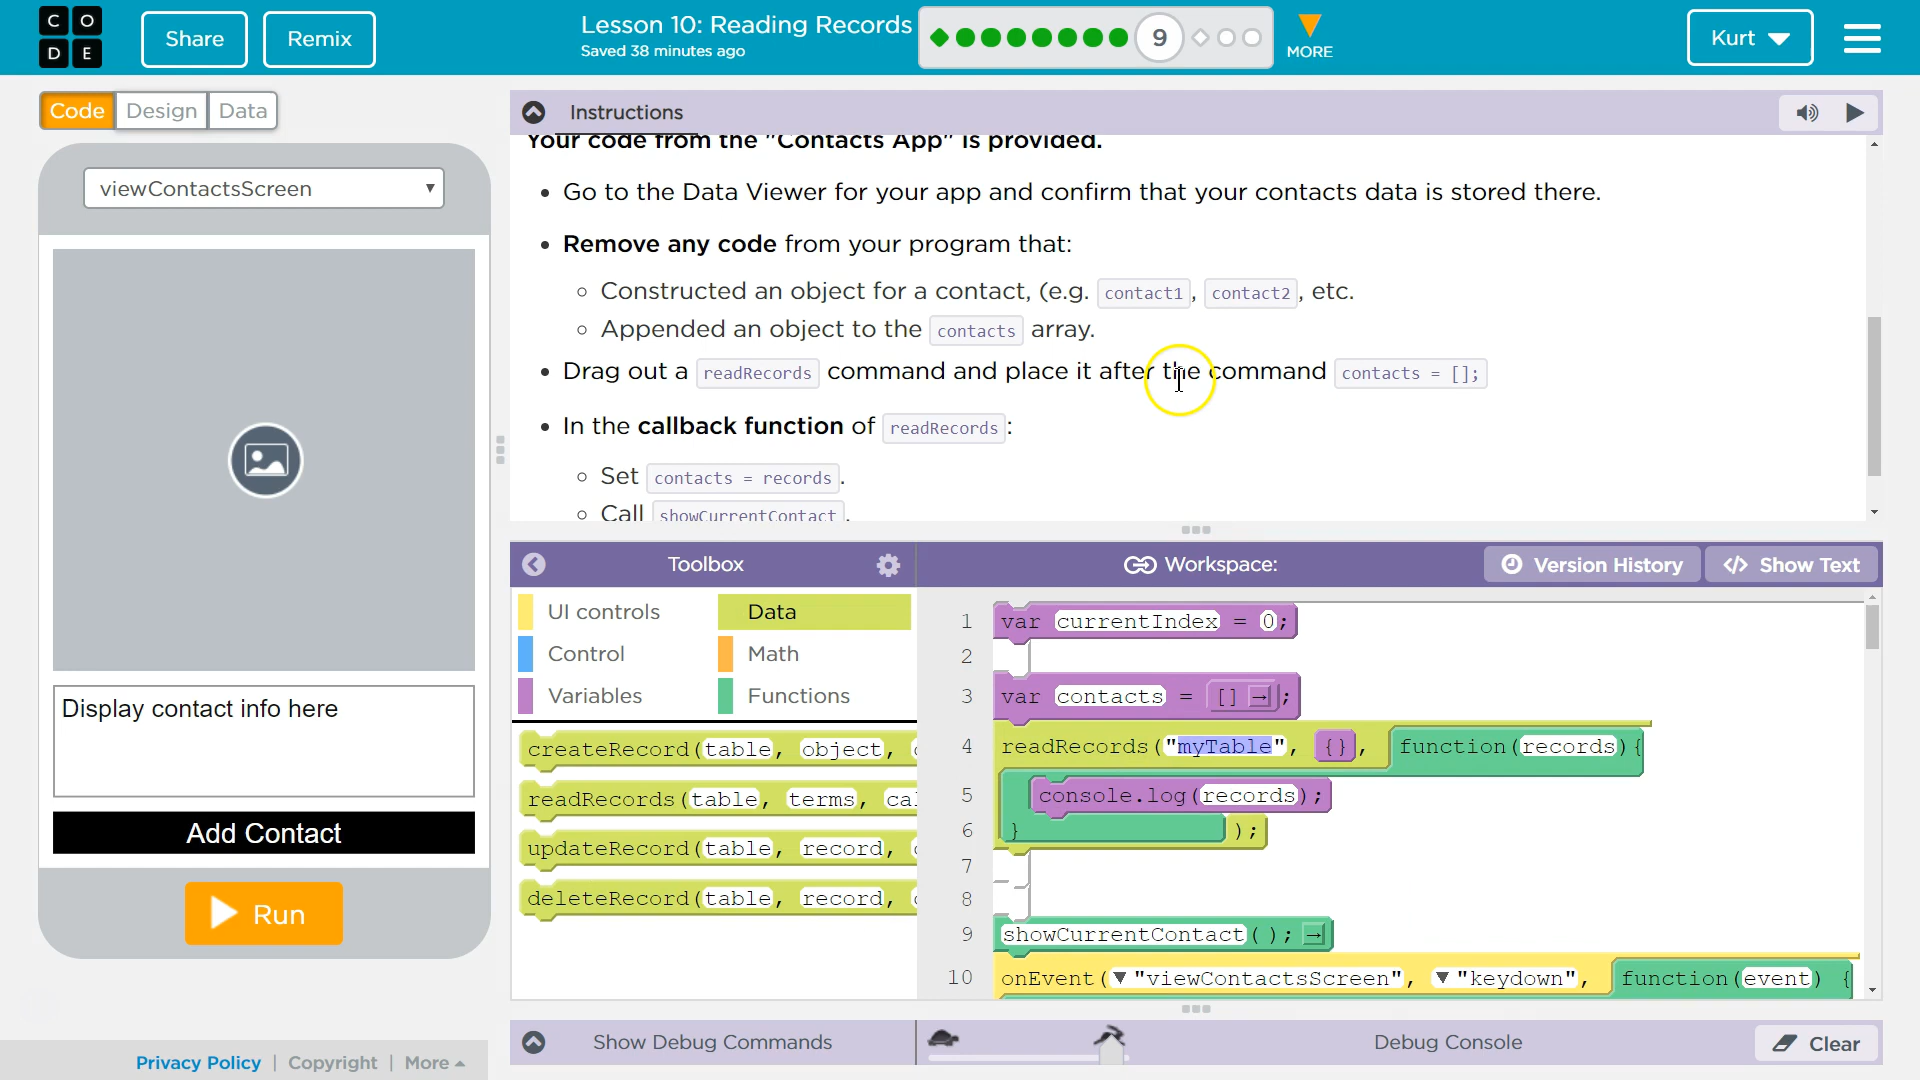 C O
D E
Share
Remix
Lesson 10: Reading Records
Saved 38 minutes ago
9
MORE
Kurt
Code
Design
Data
Instructions
Your code from the "Contacts App" is provided.
Go to the Data Viewer for your app and confirm that your contacts data is stored there.
Remove any code from your program that:
Constructed an object for a contact, (e.g. contact1, contact2, etc.
Appended an object to the contacts array.
Drag out a readRecords command and place it after the command contacts = [];
In the callback function of readRecords:
Set contacts = records.
Call showCurrentContact.
viewContactsScreen
Display contact info here
Add Contact
Run
Toolbox
Workspace:
Version History
</> Show Text
UI controls
Data
Control
Math
Variables
Functions
createRecord(table, object,
readRecords(table, terms, ca
updateRecord(table, record,
deleteRecord(table, record,
1 var currentIndex = 0;
2
3 var contacts = [] → ;
4 readRecords("myTable", {}, function(records){
5 console.log(records);
6 } );
7
8
9 showCurrentContact( ); →
10 onEvent(▼"viewContactsScreen", ▼"keydown", function(event) {
Show Debug Commands
Debug Console
Clear
Privacy Policy | Copyright | More